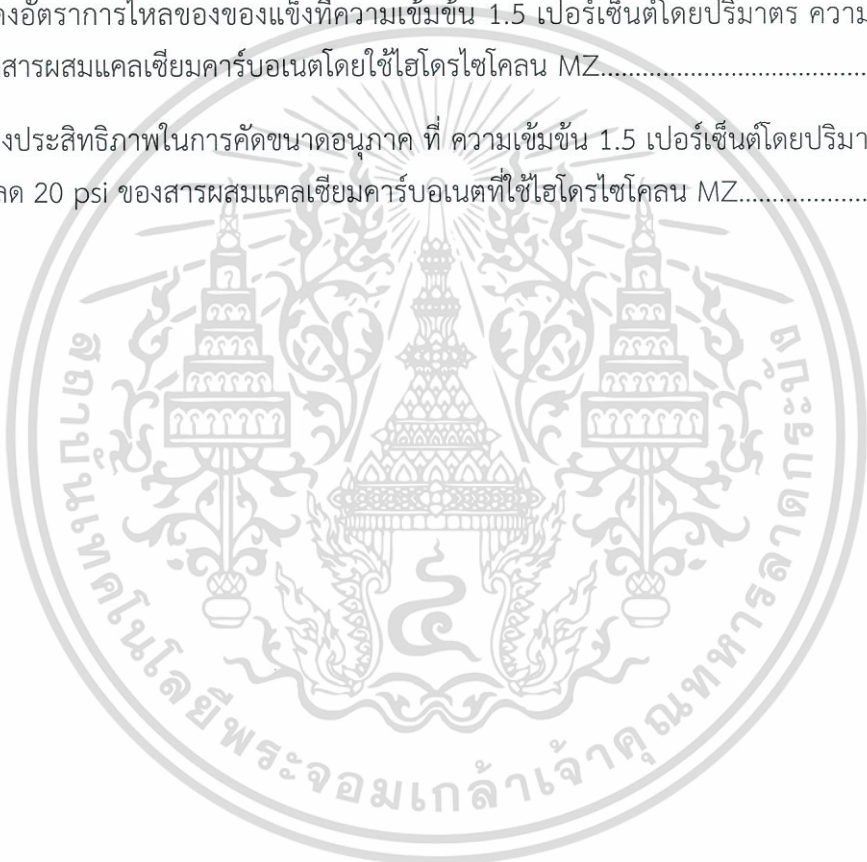 งอัตราการไหลของของแข็งที่ความเข้มข้น 1.5 เปอร์เซ็นต์โดยปริมาตร ความ
สารผสมแคลเซียมคาร์บอเนตโดยใช้ไฮโดรไซโคลน MZ......................................
งประสิทธิภาพในการคัดขนาดอนุภาค ที่ ความเข้มข้น 1.5 เปอร์เซ็นต์โดยปริมา
ลด 20 psi ของสารผสมแคลเซียมคาร์บอเนตที่ใช้ไฮโดรไซโคลน MZ...................
สถาบันเทคโนโลยีพระจอมเกล้าเจ้าคุณทหารลาดกระบัง